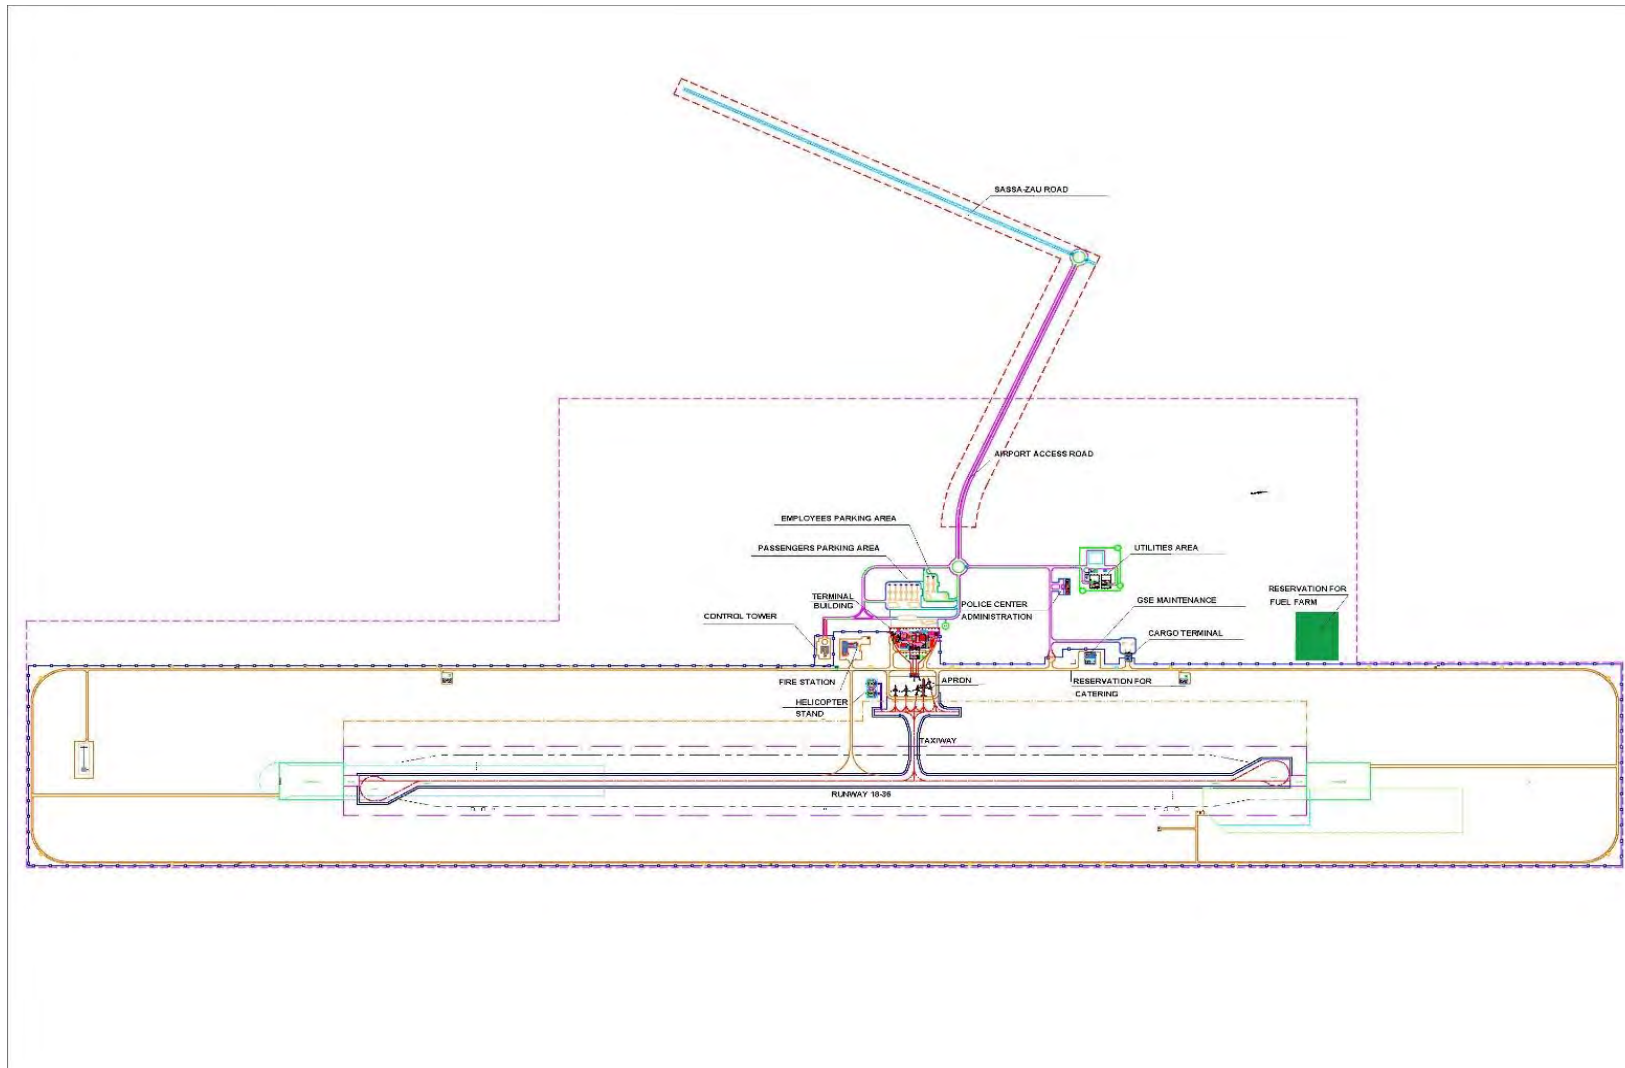 SASSA-ZAU ROAD
AIRPORT ACCESS ROAD
EMPLOYEES PARKING AREA
PASSENGERS PARKING AREA
UTILITIES AREA
TERMINAL
BUILDING
POLICE CENTER
ADMINISTRATION
GSE MAINTENANCE
RESERVATION FOR
FUEL FARM
CONTROL TOWER
CARGO TERMINAL
FIRE STATION
APRON
RESERVATION FOR
CATERING
HELICOPTER
STAND
TAXIWAY
RUNWAY 18-36